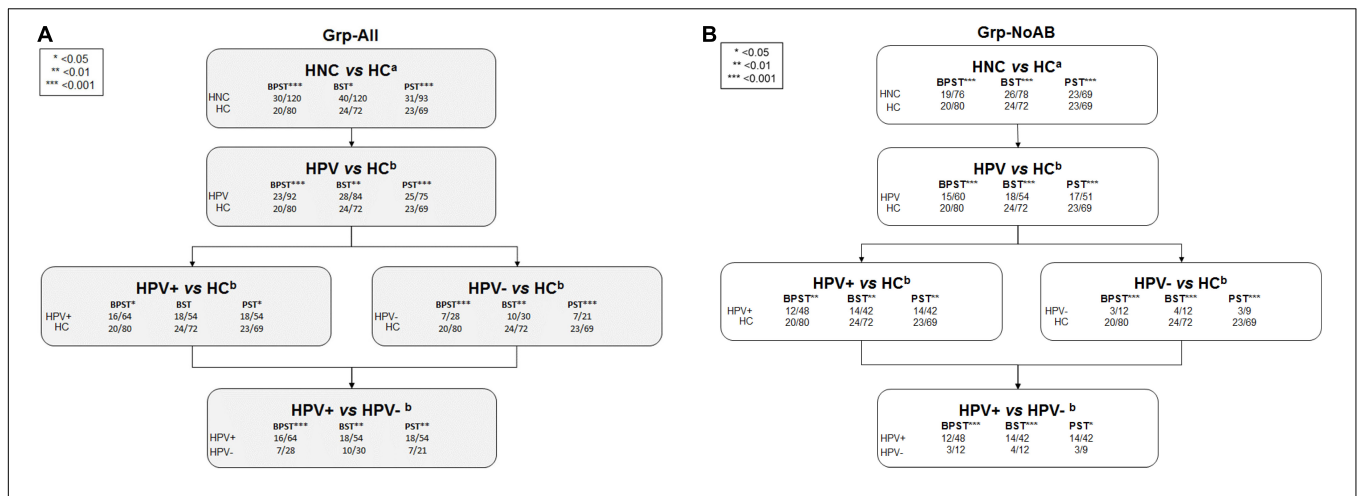 A
Grp-All
* <0.05
** <0.01
*** <0.001
HNC vs HCa
BPST*** BST* PST***
HNC 30/120 40/120 31/93
HC 20/80 24/72 23/69
HPV vs HCb
BPST*** BST** PST***
HPV 23/92 28/84 25/75
HC 20/80 24/72 23/69
HPV+ vs HCb
BPST* BST PST*
HPV+ 16/64 18/54 18/54
HC 20/80 24/72 23/69
HPV- vs HCb
BPST*** BST** PST***
HPV- 7/28 10/30 7/21
HC 20/80 24/72 23/69
HPV+ vs HPV- b
BPST*** BST** PST**
HPV+ 16/64 18/54 18/54
HPV- 7/28 10/30 7/21
B
Grp-NoAB
* <0.05
** <0.01
*** <0.001
HNC vs HCa
BPST*** BST*** PST***
HNC 19/76 26/78 23/69
HC 20/80 24/72 23/69
HPV vs HCb
BPST*** BST*** PST***
HPV 15/60 18/54 17/51
HC 20/80 24/72 23/69
HPV+ vs HCb
BPST** BST** PST**
HPV+ 12/48 14/42 14/42
HC 20/80 24/72 23/69
HPV- vs HCb
BPST*** BST*** PST***
HPV- 3/12 4/12 3/9
HC 20/80 24/72 23/69
HPV+ vs HPV- b
BPST*** BST*** PST*
HPV+ 12/48 14/42 14/42
HPV- 3/12 4/12 3/9